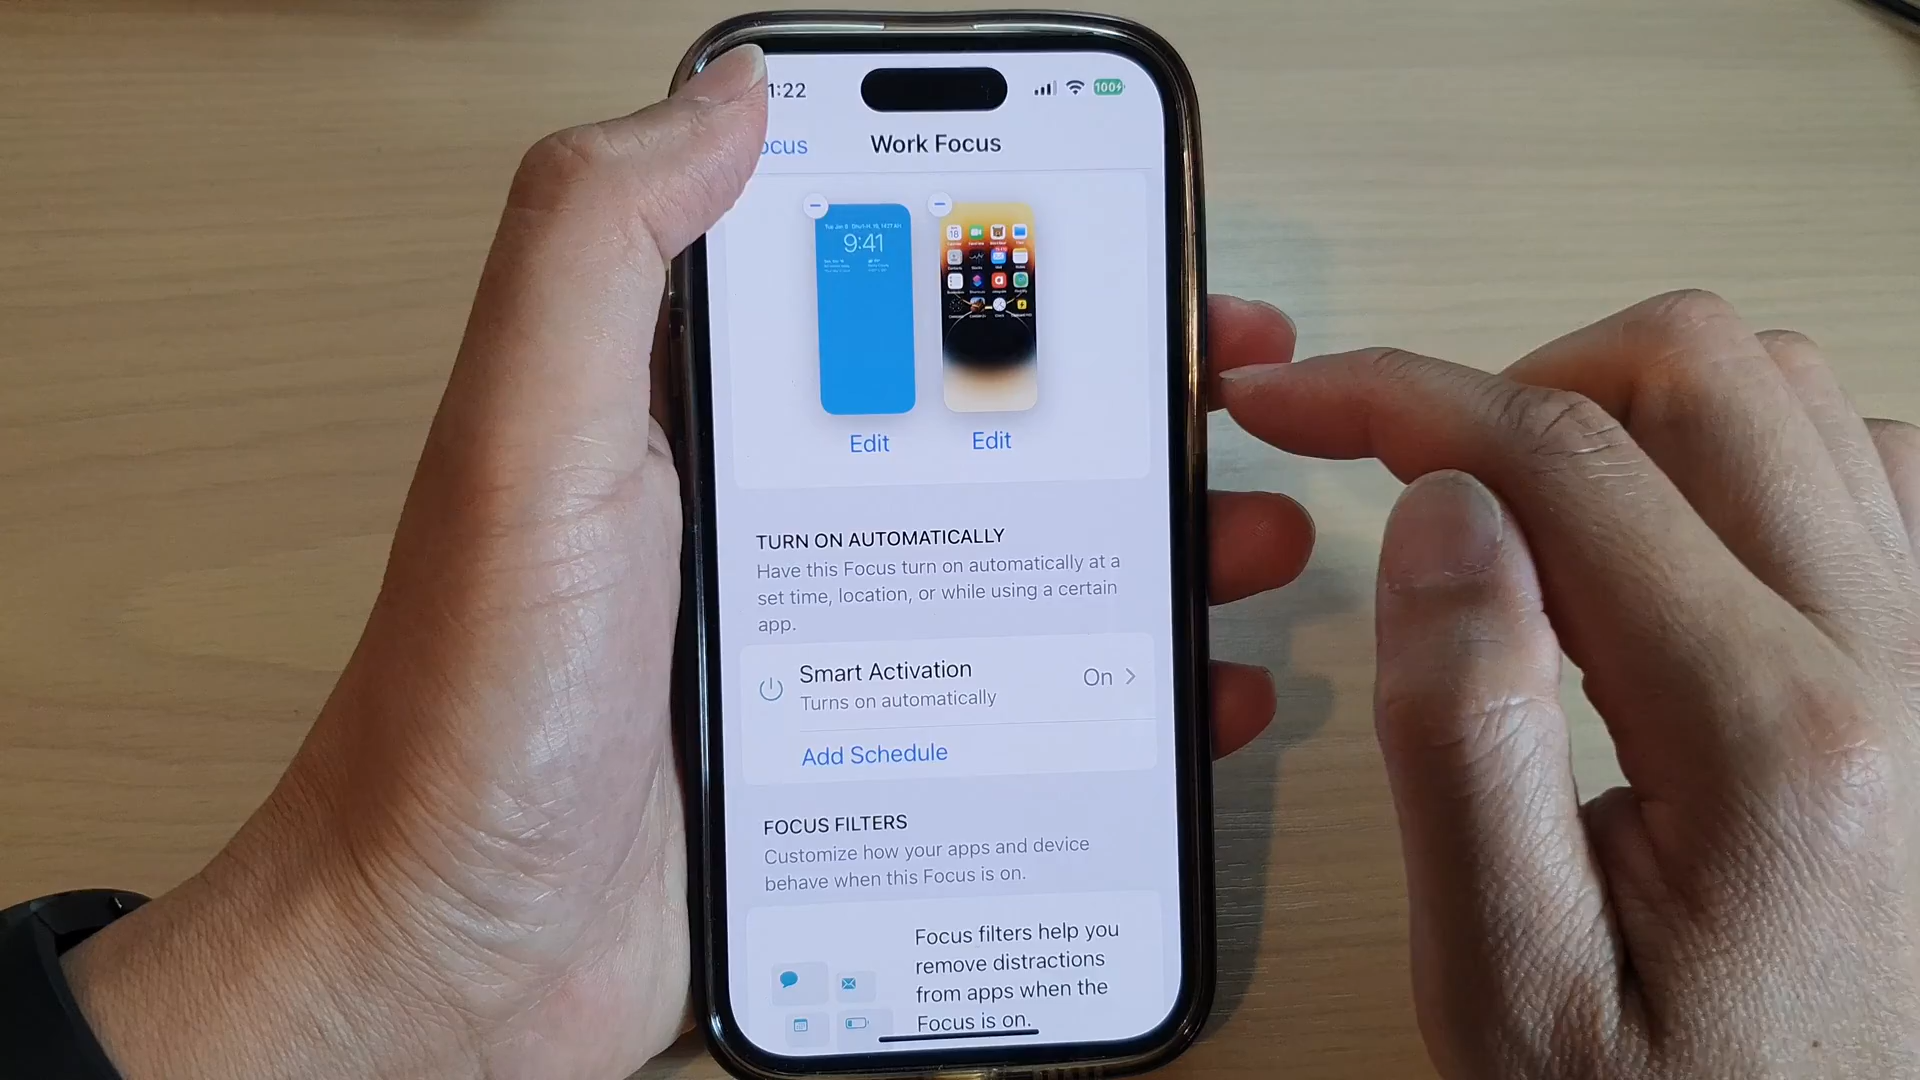 1:22
100
ocus
Work Focus
9:41
Edit
Edit
TURN ON AUTOMATICALLY
Have this Focus turn on automatically at a
set time, location, or while using a certain
app.
Smart Activation
On
Turns on automatically
Add Schedule
FOCUS FILTERS
Customize how your apps and device
behave when this Focus is on.
Focus filters help you
remove distractions
from apps when the
Focus is on.